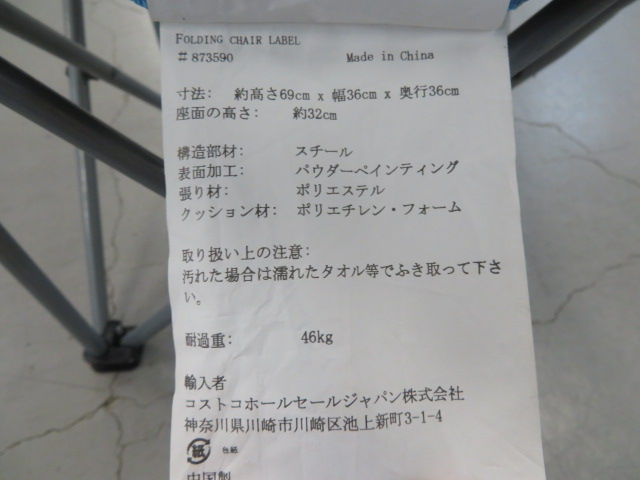 FOLDING CHAIR LABEL
#873590 Made in China
寸法: 約高さ69cm x 幅36cm x 奥行36cm
座面の高さ: 約32cm
構造部材: スチール
表面加工: パウダーペインティング
張り材: ポリエステル
クッション材: ポリエチレン・フォーム
取り扱い上の注意:
汚れた場合は濡れたタオル等でふき取って下さ
い。
耐過重: 46kg
輸入者
コストコホールセールジャパン株式会社
神奈川県川崎市川崎区池上新町3-1-4
紙 台紙
中国製